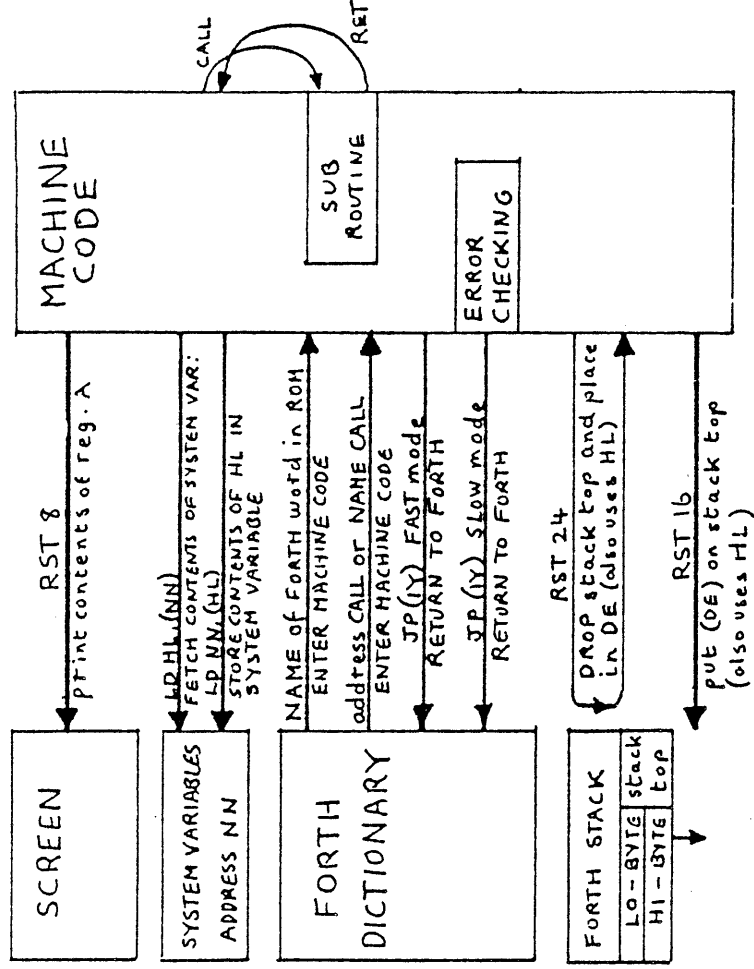 SCREEN
RST 8
print contents of reg. A
SYSTEM VARIABLES
ADDRESS NN
LD HL,(NN)
FETCH CONTENTS OF SYSTEM VAR:
LD NN,(HL)
STORE CONTENTS OF HL IN
SYSTEM VARIABLE
FORTH
DICTIONARY
NAME of FORTH word in ROM
ENTER MACHINE CODE
address CALL or NAME CALL
ENTER MACHINE CODE
JP(IY) FAST mode
RETURN TO FORTH
JP (IY) SLOW mode
RETURN TO FORTH
FORTH STACK
LO-BYTE
HI-BYTE
stack
top
RST 24
DROP stack top and place
in DE (also uses HL)
RST 16
put (DE) on stack top
(also uses HL)
MACHINE
CODE
SUB
ROUTINE
ERROR
CHECKING
CALL
RET